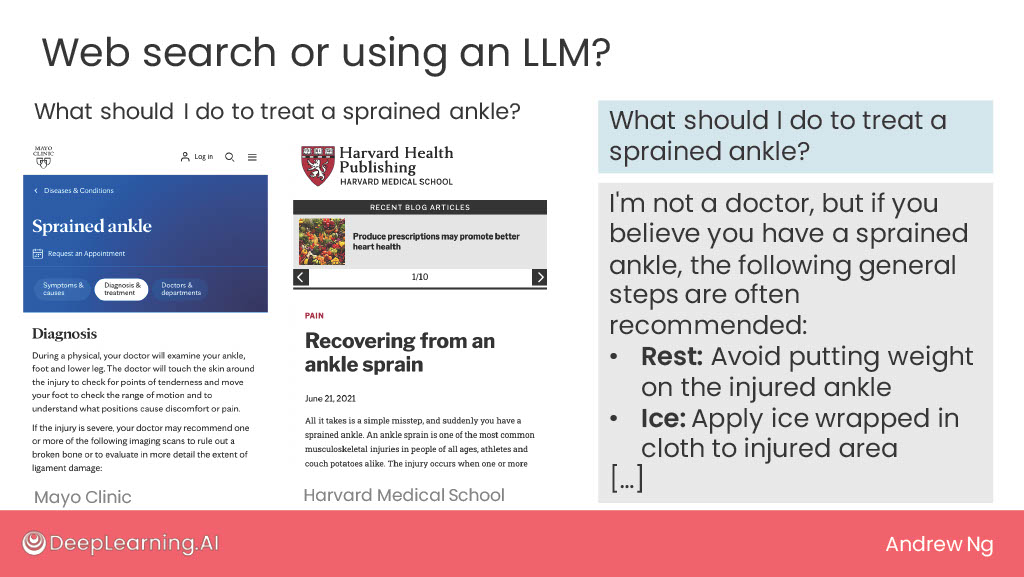 Web search or using an LLM?
What should I do to treat a sprained ankle?
MAYO
CLINIC
Log in
Diseases & Conditions
Sprained ankle
Request an Appointment
Symptoms &
causes
Diagnosis &
treatment
Doctors &
departments
Diagnosis
During a physical, your doctor will examine your ankle,
foot and lower leg. The doctor will touch the skin around
the injury to check for points of tenderness and move
your foot to check the range of motion and to
understand what positions cause discomfort or pain.
If the injury is severe, your doctor may recommend one
or more of the following imaging scans to rule out a
broken bone or to evaluate in more detail the extent of
ligament damage:
Mayo Clinic
Harvard Health
Publishing
HARVARD MEDICAL SCHOOL
RECENT BLOG ARTICLES
Produce prescriptions may promote better
heart health
1/10
PAIN
Recovering from an
ankle sprain
June 21, 2021
All it takes is a simple misstep, and suddenly you have a
sprained ankle. An ankle sprain is one of the most common
musculoskeletal injuries in people of all ages, athletes and
couch potatoes alike. The injury occurs when one or more
Harvard Medical School
What should I do to treat a
sprained ankle?
I'm not a doctor, but if you
believe you have a sprained
ankle, the following general
steps are often
recommended:
• Rest: Avoid putting weight
on the injured ankle
• Ice: Apply ice wrapped in
cloth to injured area
[...]
DeepLearning.AI
Andrew Ng